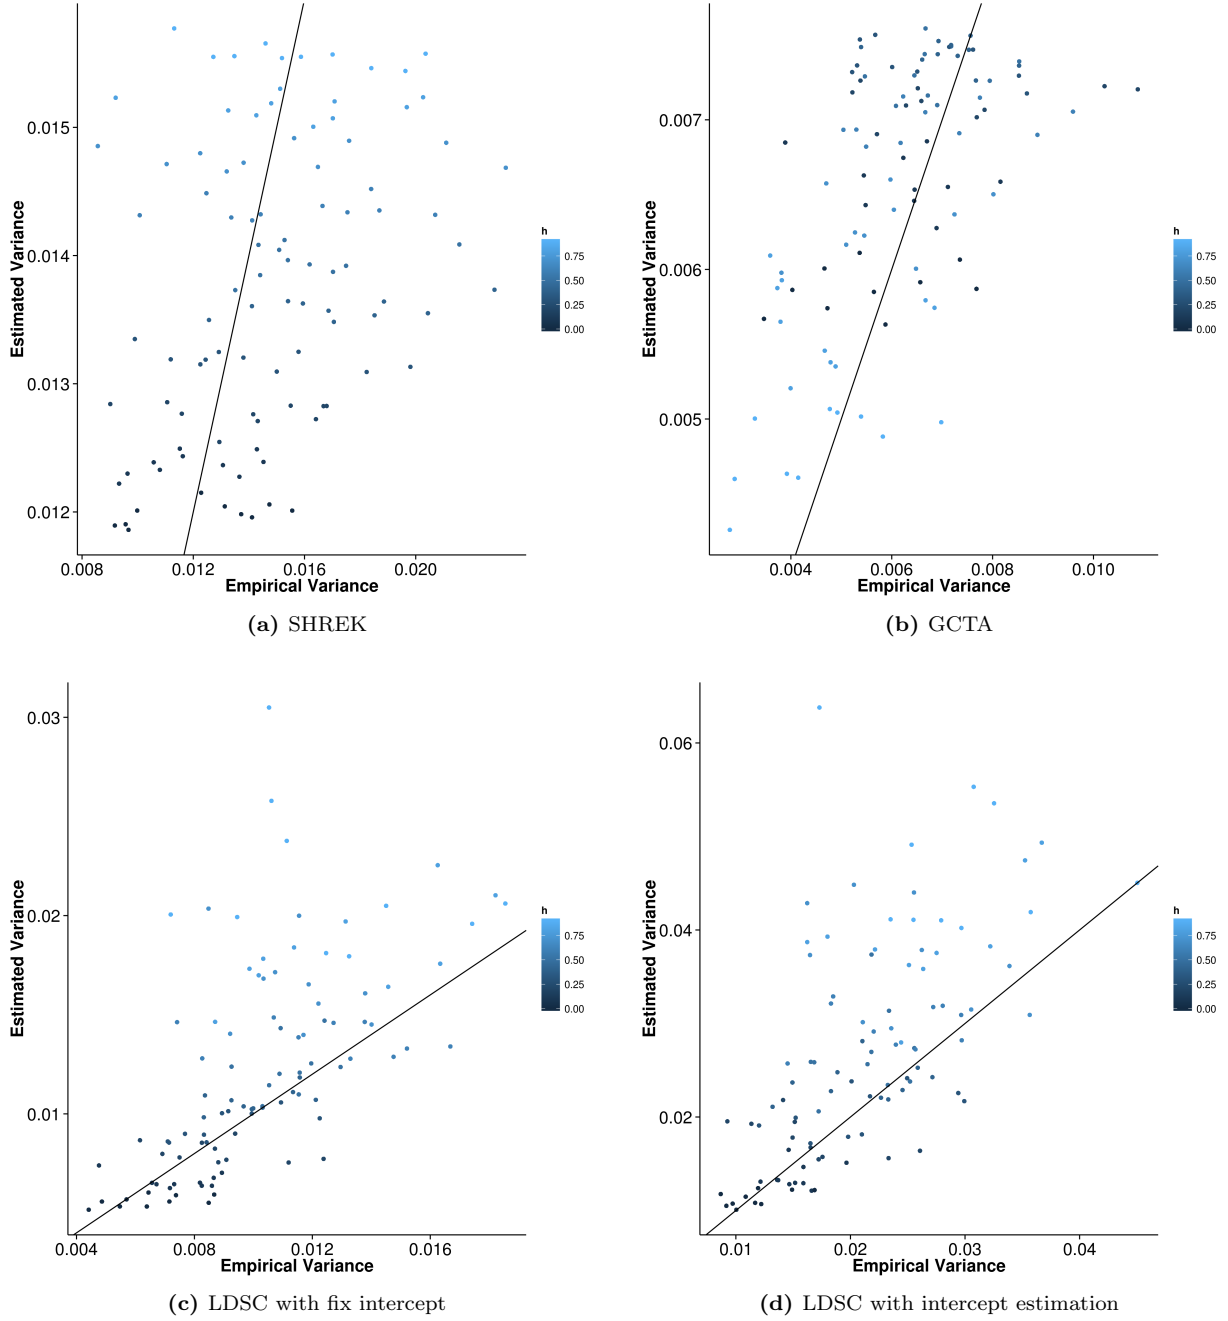 0.015
0.014
0.013
0.012
Estimated Variance
0.008 0.012 0.016 0.020
Empirical Variance
h
0.75
0.50
0.25
0.00
(a) SHREK
0.007
0.006
0.005
Estimated Variance
0.004 0.006 0.008 0.010
Empirical Variance
h
0.75
0.50
0.25
0.00
(b) GCTA
0.03
0.02
0.01
Estimated Variance
0.004 0.008 0.012 0.016
Empirical Variance
h
0.75
0.50
0.25
0.00
(c) LDSC with fix intercept
0.06
0.04
0.02
Estimated Variance
0.01 0.02 0.03 0.04
Empirical Variance
h
0.75
0.50
0.25
0.00
(d) LDSC with intercept estimation